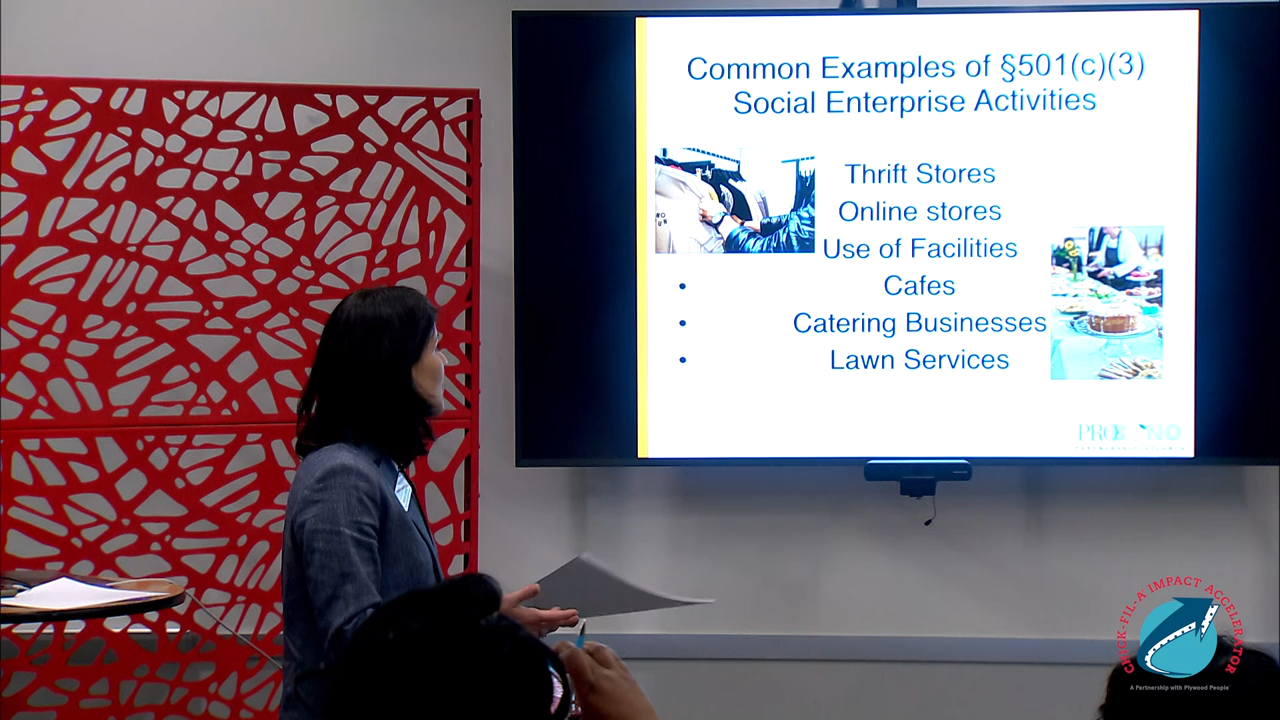 Common Examples of §501(c)(3)
Social Enterprise Activities
Thrift Stores
Online stores
Use of Facilities
• Cafes
• Catering Businesses
• Lawn Services
CHICK-FIL-A IMPACT ACCELERATOR
A Partnership with Plywood People